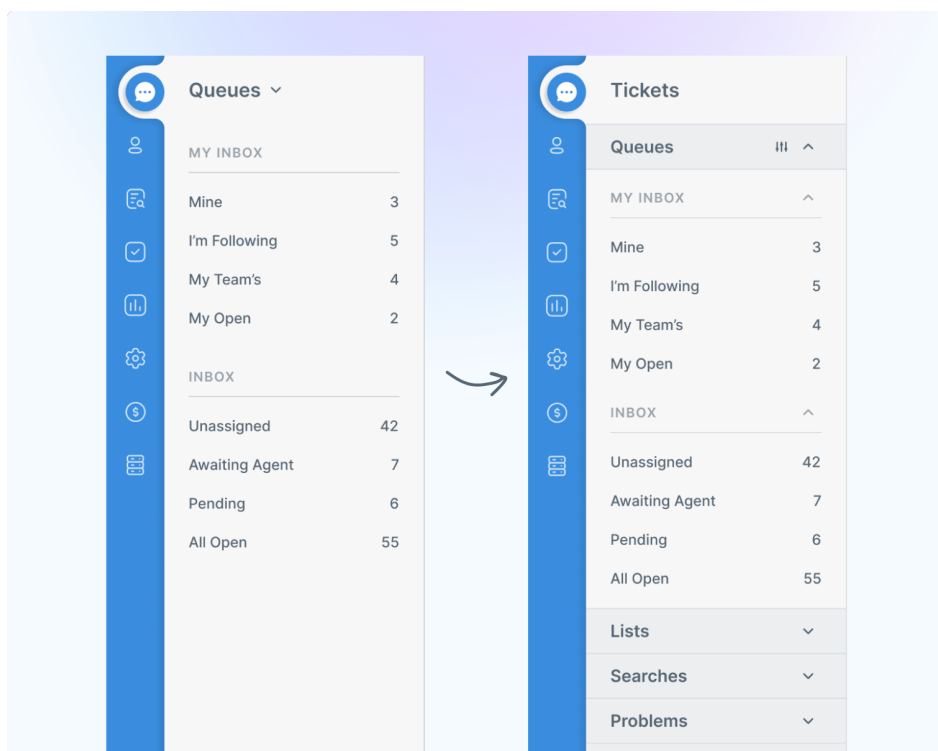 Queues
MY INBOX
Mine 3
I'm Following 5
My Team’s 4
My Open 2
INBOX
Unassigned 42
Awaiting Agent 7
Pending 6
All Open 55
Tickets
Queues
MY INBOX
Mine 3
I'm Following 5
My Team’s 4
My Open 2
INBOX
Unassigned 42
Awaiting Agent 7
Pending 6
All Open 55
Lists
Searches
Problems